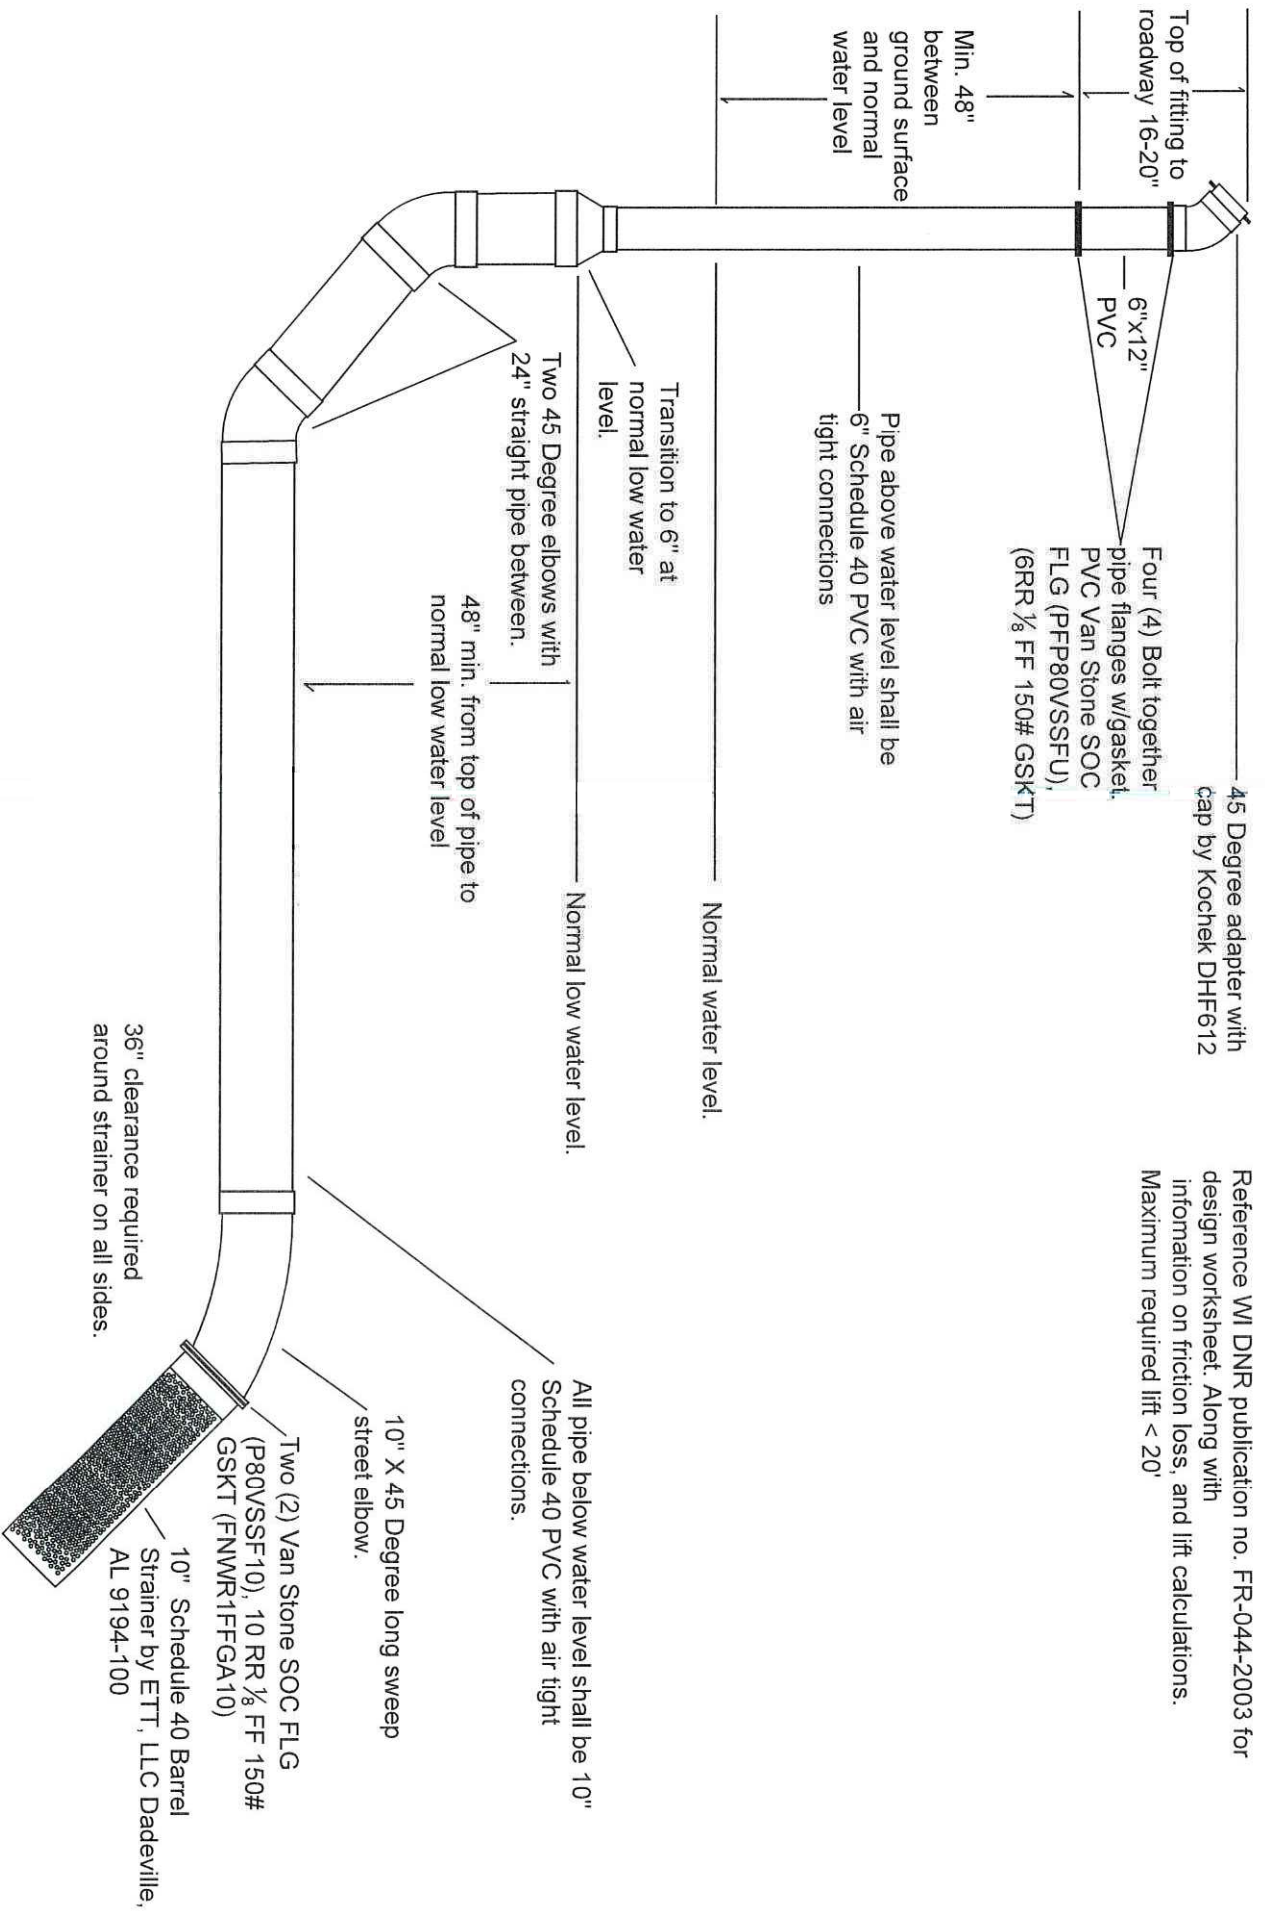 Reference WI DNR publication no. FR-044-2003 for
design worksheet. Along with
infomation on friction loss, and lift calculations.
Maximum required lift < 20'
45 Degree adapter with
cap by Kochek DHF612
Top of fitting to
roadway 16-20"
6"x12"
PVC
Four (4) Bolt together
pipe flanges w/gasket.
PVC Van Stone SOC
FLG (PFP80VSSFU),
(6RR ⅛ FF 150# GSKT)
Min. 48"
between
ground surface
and normal
water level
Pipe above water level shall be
6" Schedule 40 PVC with air
tight connections
Normal water level.
Transition to 6" at
normal low water
level.
Normal low water level.
Two 45 Degree elbows with
24" straight pipe between.
48" min. from top of pipe to
normal low water level
All pipe below water level shall be 10"
Schedule 40 PVC with air tight
connections.
10" X 45 Degree long sweep
street elbow.
Two (2) Van Stone SOC FLG
(P80VSSF10), 10 RR ⅛ FF 150#
GSKT (FNWR1FFGA10)
10" Schedule 40 Barrel
Strainer by ETT, LLC Dadeville,
AL 9194-100
36" clearance required
around strainer on all sides.